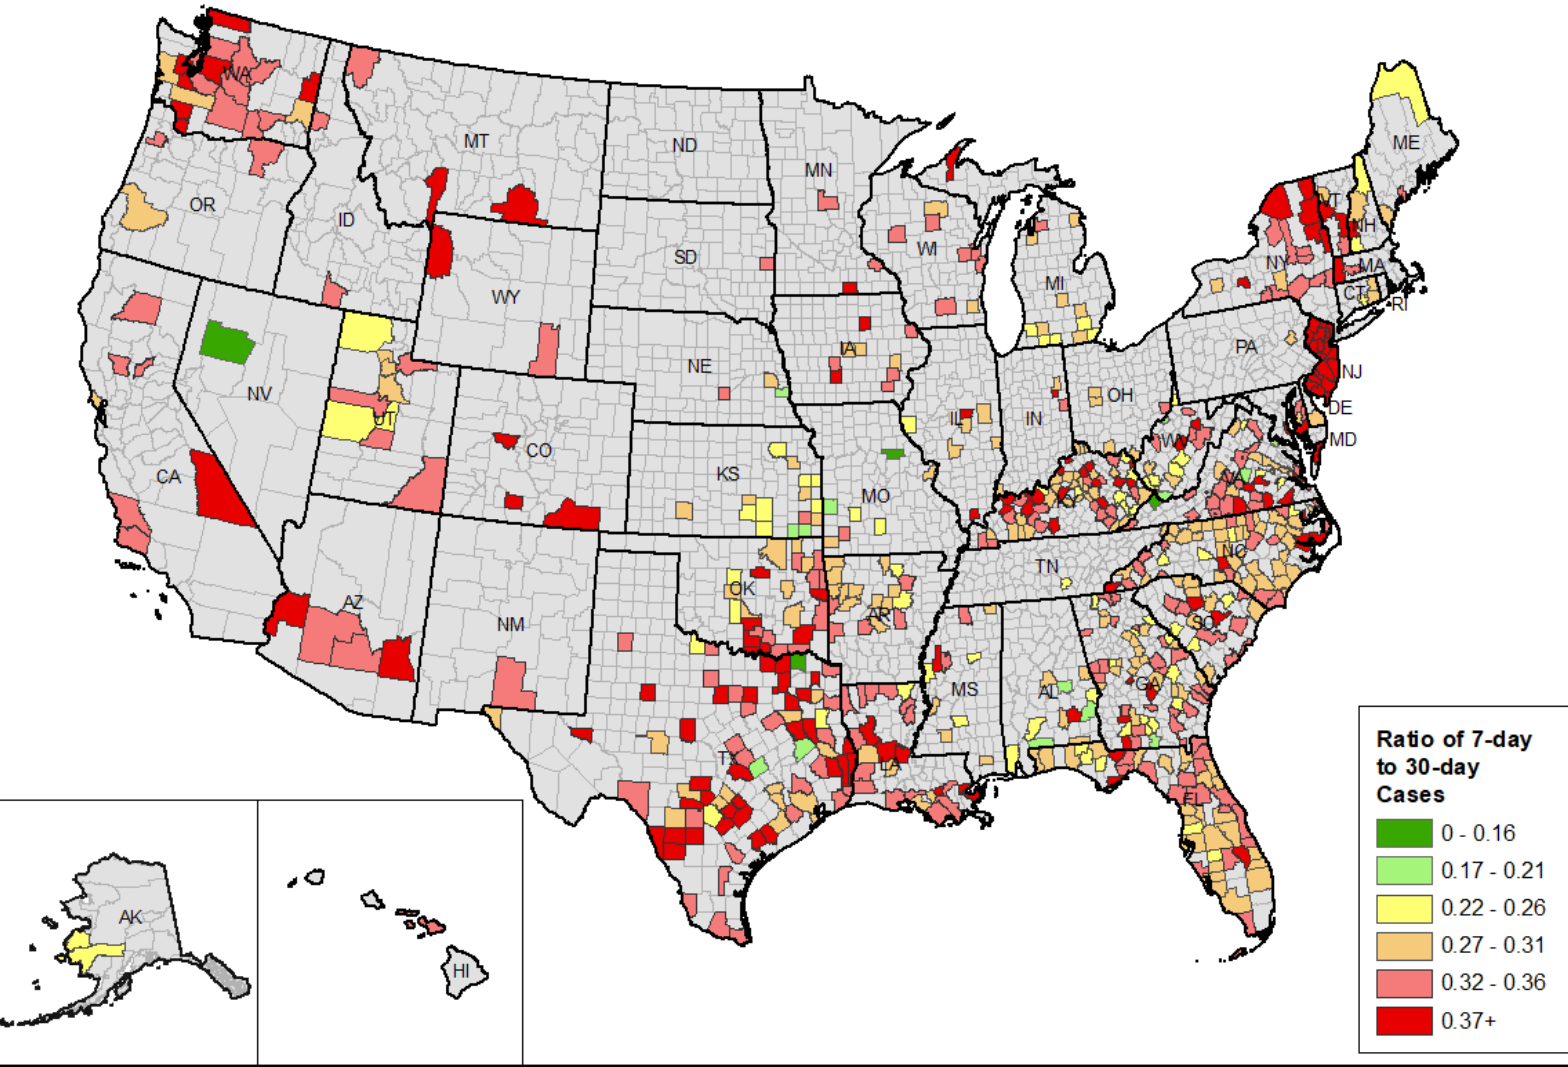 WA
MT
ND
MN
ME
OR
ID
SD
WI
MI
VT
NH
NY
MA
CT
RI
WY
IA
NE
PA
NJ
NV
UT
CO
IL
IN
OH
DE
MD
CA
KS
MO
WV
VA
AZ
NM
OK
AR
TN
NC
SC
MS
AL
GA
TX
LA
FL
AK
HI
Ratio of 7-day
to 30-day
Cases
0 - 0.16
0.17 - 0.21
0.22 - 0.26
0.27 - 0.31
0.32 - 0.36
0.37+